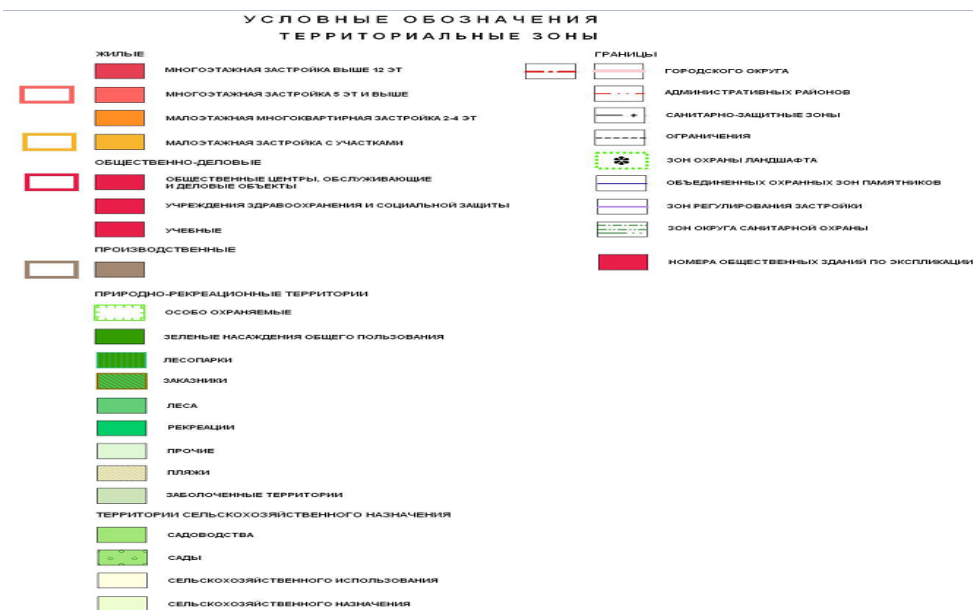 УСЛОВНЫЕ ОБОЗНАЧЕНИЯ
ТЕРРИТОРИАЛЬНЫЕ ЗОНЫ
ЖИЛЫЕ
МНОГОЭТАЖНАЯ ЗАСТРОЙКА ВЫШЕ 12 ЭТ
МНОГОЭТАЖНАЯ ЗАСТРОЙКА 5 ЭТ И ВЫШЕ
МАЛОЭТАЖНАЯ МНОГОКВАРТИРНАЯ ЗАСТРОЙКА 2-4 ЭТ
МАЛОЭТАЖНАЯ ЗАСТРОЙКА С УЧАСТКАМИ
ОБЩЕСТВЕННО-ДЕЛОВЫЕ
ОБЩЕСТВЕННЫЕ ЦЕНТРЫ, ОБСЛУЖИВАЮЩИЕ
И ДЕЛОВЫЕ ОБЪЕКТЫ
УЧРЕЖДЕНИЯ ЗДРАВООХРАНЕНИЯ И СОЦИАЛЬНОЙ ЗАЩИТЫ
УЧЕБНЫЕ
ПРОИЗВОДСТВЕННЫЕ
ПРИРОДНО-РЕКРЕАЦИОННЫЕ ТЕРРИТОРИИ
ОСОБО ОХРАНЯЕМЫЕ
ЗЕЛЕНЫЕ НАСАЖДЕНИЯ ОБЩЕГО ПОЛЬЗОВАНИЯ
ЛЕСОПАРКИ
ЗАКАЗНИКИ
ЛЕСА
РЕКРЕАЦИИ
ПРОЧИЕ
ПЛЯЖИ
ЗАБОЛОЧЕННЫЕ ТЕРРИТОРИИ
ТЕРРИТОРИИ СЕЛЬСКОХОЗЯЙСТВЕННОГО НАЗНАЧЕНИЯ
САДОВОДСТВА
САДЫ
СЕЛЬСКОХОЗЯЙСТВЕННОГО ИСПОЛЬЗОВАНИЯ
СЕЛЬСКОХОЗЯЙСТВЕННОГО НАЗНАЧЕНИЯ
ГРАНИЦЫ
ГОРОДСКОГО ОКРУГА
АДМИНИСТРАТИВНЫХ РАЙОНОВ
САНИТАРНО-ЗАЩИТНЫЕ ЗОНЫ
ОГРАНИЧЕНИЯ
ЗОН ОХРАНЫ ЛАНДШАФТА
ОБЪЕДИНЕННЫХ ОХРАННЫХ ЗОН ПАМЯТНИКОВ
ЗОН РЕГУЛИРОВАНИЯ ЗАСТРОЙКИ
ЗОН ОКРУГА САНИТАРНОЙ ОХРАНЫ
НОМЕРА ОБЩЕСТВЕННЫХ ЗДАНИЙ ПО ЭКСПЛИКАЦИИ